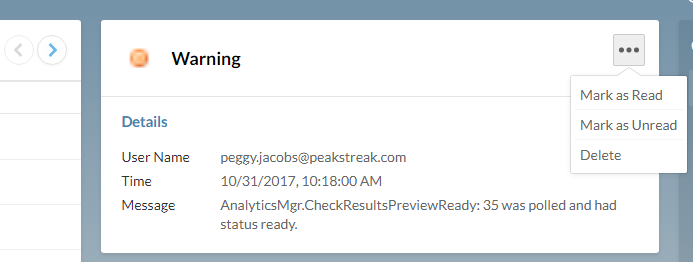 Warning
Mark as Read
Mark as Unread
Delete
Details
User Name peggy.jacobs@peakstreak.com
Time 10/31/2017, 10:18:00 AM
Message AnalyticsMgr.CheckResultsPreviewReady: 35 was polled and had
status ready.